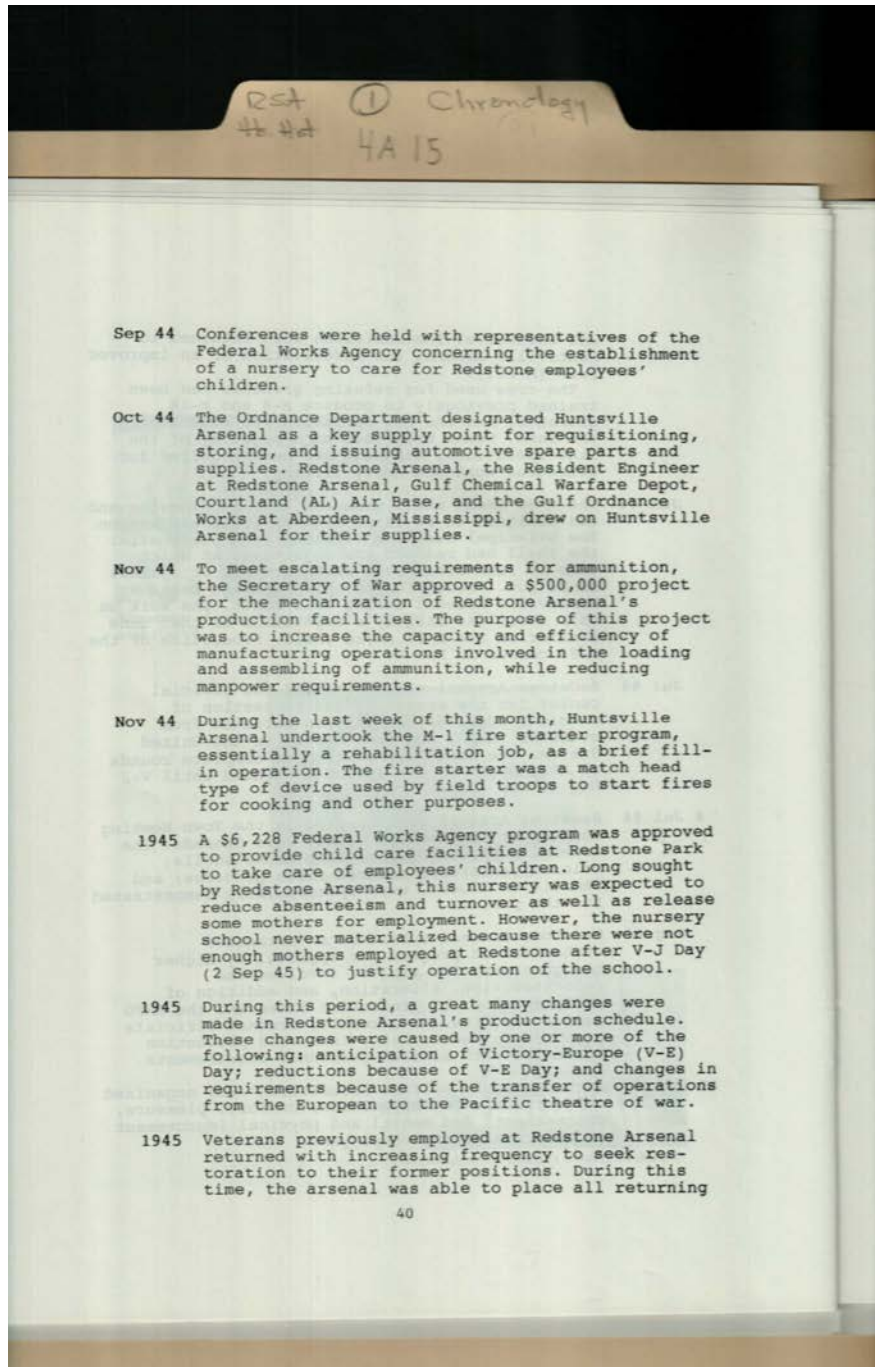 RSA ① Chronology
4A 15
Sep 44 Conferences were held with representatives of the
Federal Works Agency concerning the establishment
of a nursery to care for Redstone employees'
children.
Oct 44 The Ordnance Department designated Huntsville
Arsenal as a key supply point for requisitioning,
storing, and issuing automotive spare parts and
supplies. Redstone Arsenal, the Resident Engineer
at Redstone Arsenal, Gulf Chemical Warfare Depot,
Courtland (AL) Air Base, and the Gulf Ordnance
Works at Aberdeen, Mississippi, drew on Huntsville
Arsenal for their supplies.
Nov 44 To meet escalating requirements for ammunition,
the Secretary of War approved a $500,000 project
for the mechanization of Redstone Arsenal's
production facilities. The purpose of this project
was to increase the capacity and efficiency of
manufacturing operations involved in the loading
and assembling of ammunition, while reducing
manpower requirements.
Nov 44 During the last week of this month, Huntsville
Arsenal undertook the M-1 fire starter program,
essentially a rehabilitation job, as a brief fill-
in operation. The fire starter was a match head
type of device used by field troops to start fires
for cooking and other purposes.
1945 A $6,228 Federal Works Agency program was approved
to provide child care facilities at Redstone Park
to take care of employees' children. Long sought
by Redstone Arsenal, this nursery was expected to
reduce absenteeism and turnover as well as release
some mothers for employment. However, the nursery
school never materialized because there were not
enough mothers employed at Redstone after V-J Day
(2 Sep 45) to justify operation of the school.
1945 During this period, a great many changes were
made in Redstone Arsenal's production schedule.
These changes were caused by one or more of the
following: anticipation of Victory-Europe (V-E)
Day; reductions because of V-E Day; and changes in
requirements because of the transfer of operations
from the European to the Pacific theatre of war.
1945 Veterans previously employed at Redstone Arsenal
returned with increasing frequency to seek res-
toration to their former positions. During this
time, the arsenal was able to place all returning
40